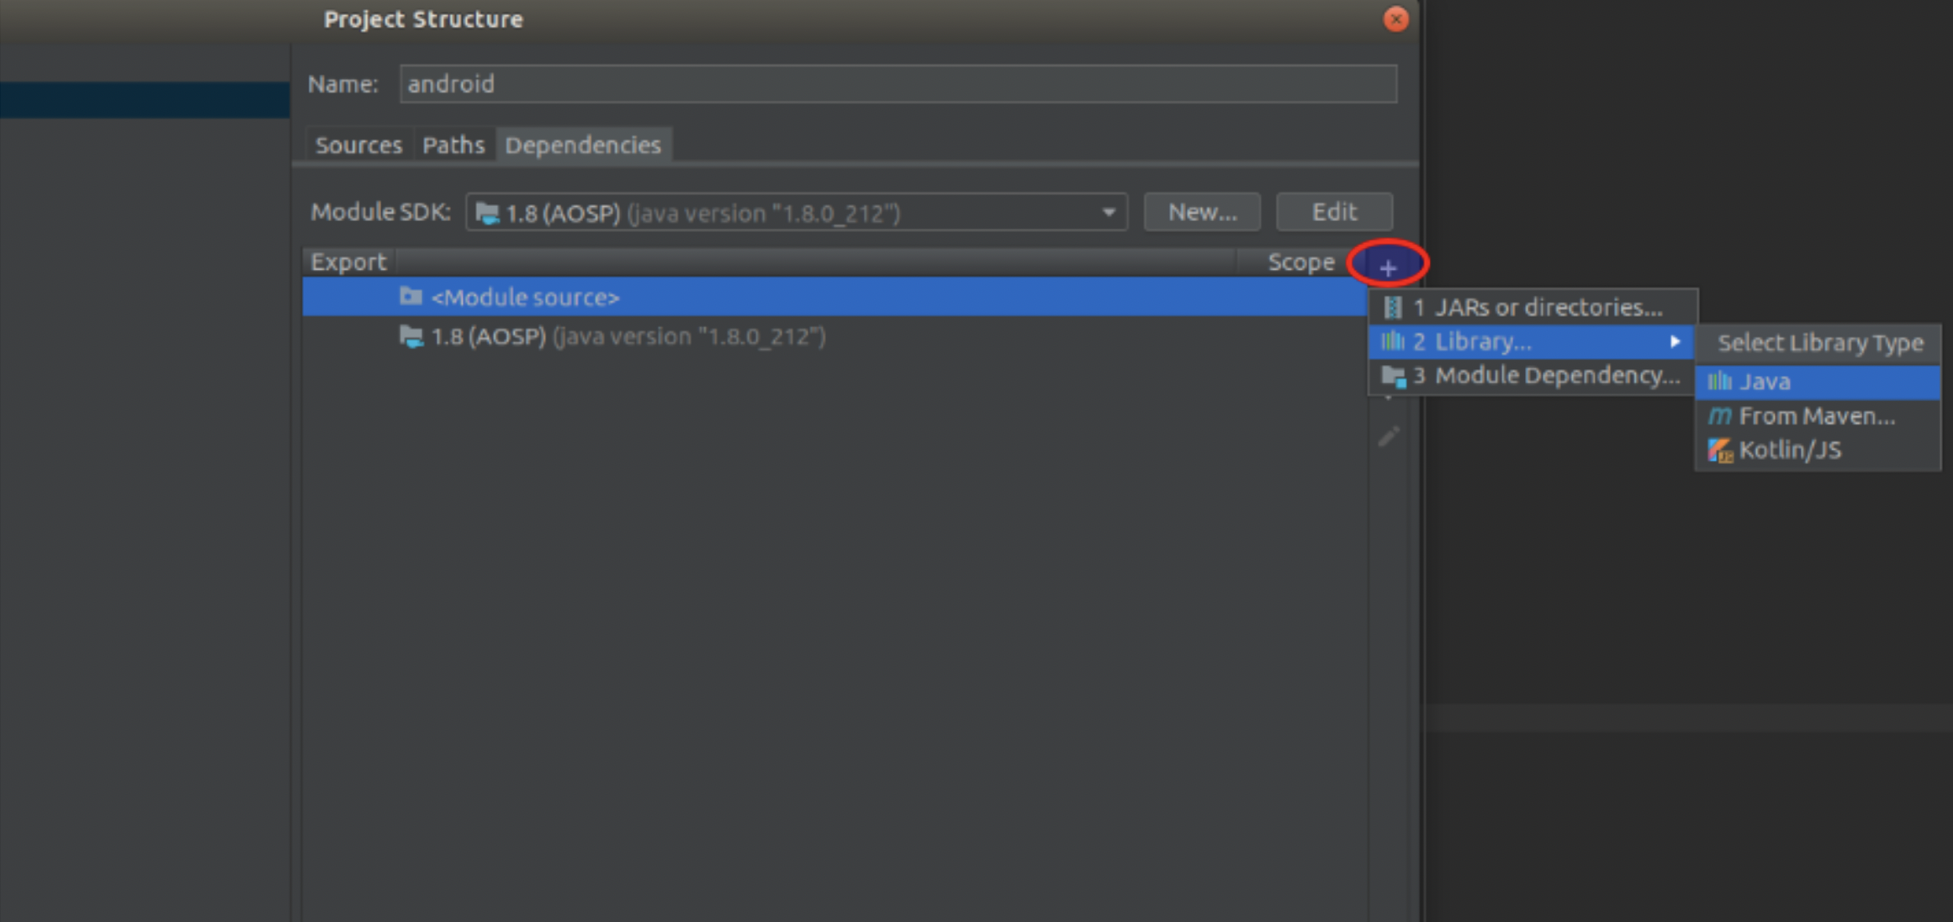 Project Structure
Name: android
Sources Paths Dependencies
Module SDK: 1.8 (AOSP) (java version "1.8.0_212") New... Edit
Export Scope +
<Module source>
1.8 (AOSP) (java version "1.8.0_212")
1 JARs or directories...
2 Library...
3 Module Dependency...
Select Library Type
Java
From Maven...
Kotlin/JS